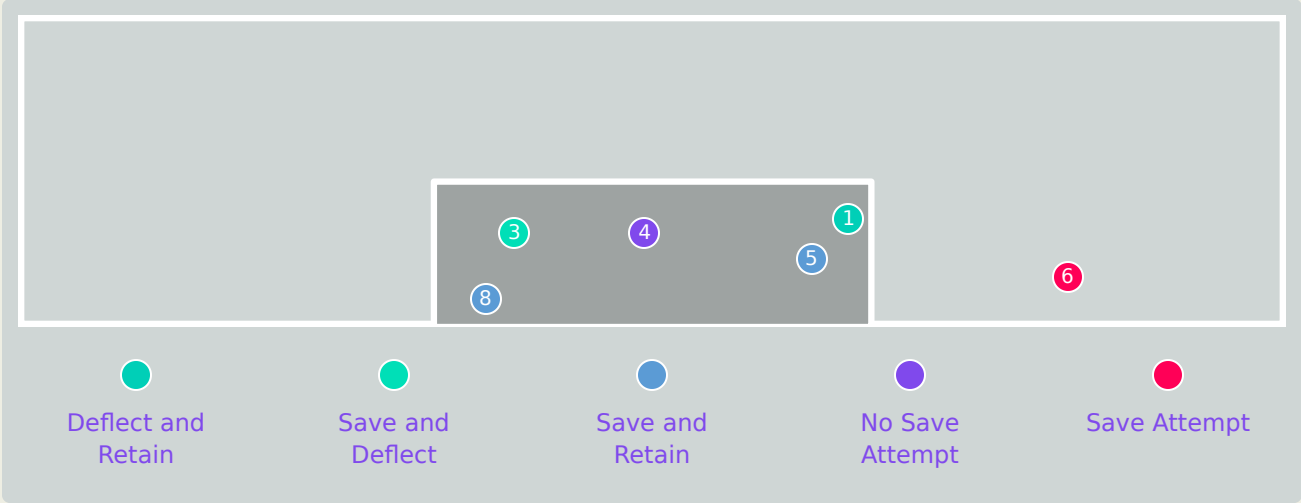 1
3
4
5
6
8
Deflect and
Retain
Save and
Deflect
Save and
Retain
No Save
Attempt
Save Attempt